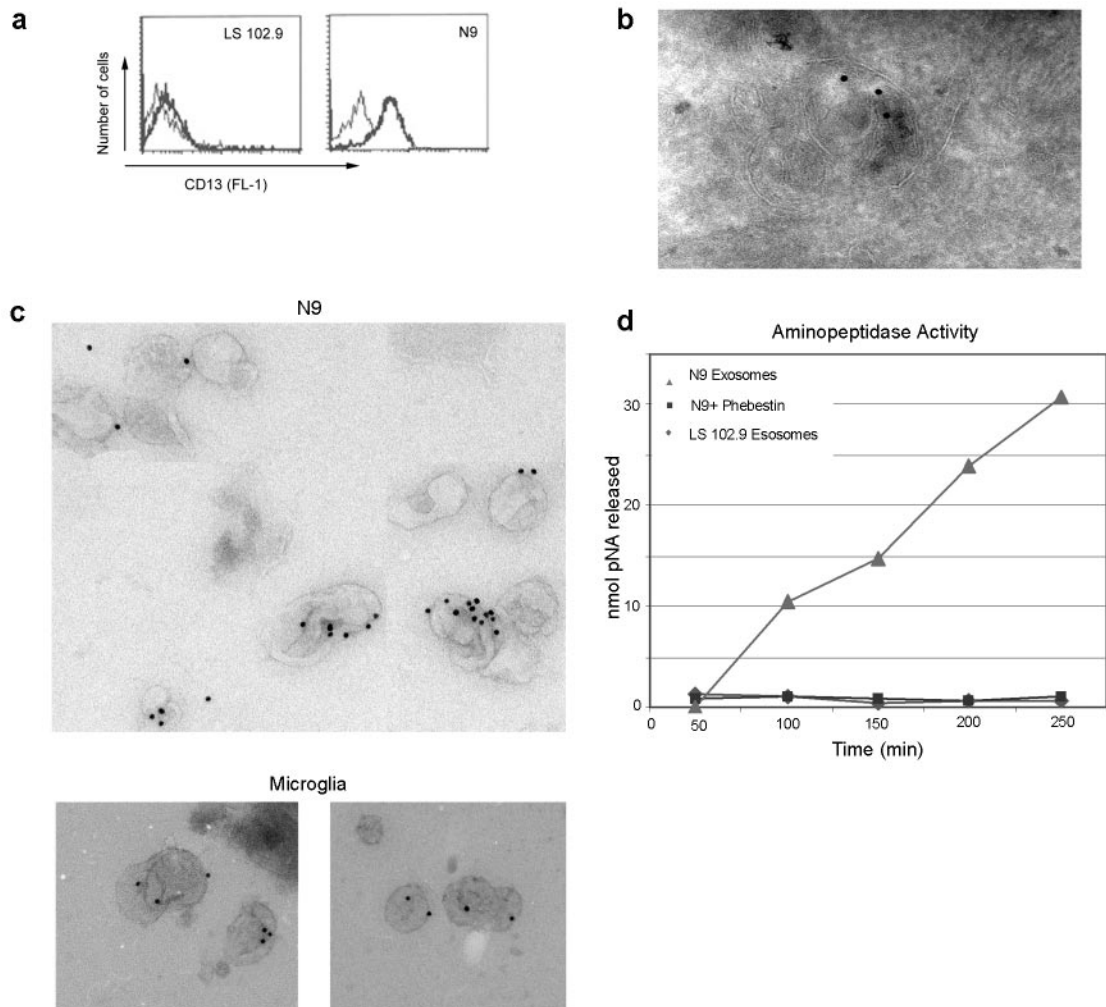 a
LS 102.9
N9
Number of cells
CD13 (FL-1)
b
c
N9
Microglia
d
Aminopeptidase Activity
N9 Exosomes
N9+ Phebestin
LS 102.9 Esosomes
nmol pNA released
30
20
10
0
0 50 100 150 200 250
Time (min)